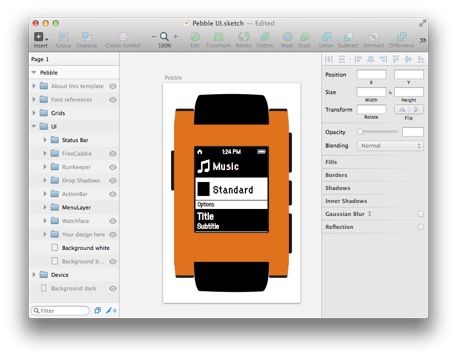 Pebble UI.sketch — Edited
Insert Group Ungroup Create Symbol 100% Edit Transform Rotate Flatten Mask Scale Union Subtract Intersect Difference
Page 1
Pebble
About this template
Font references
Grids
UI
Status Bar
FreeCaddie
RunKeeper
Drop Shadows
ActionBar
MenuLayer
Watchface
Your design here
Background white
Background b...
Device
Background dark
Filter
0
Pebble
1:24 PM
Music
Standard
Options
Title
Subtitle
Position
X Y
Size
Width Height
Transform
Rotate Flip
Opacity
Blending Normal
Fills
Borders
Shadows
Inner Shadows
Gaussian Blur
Reflection